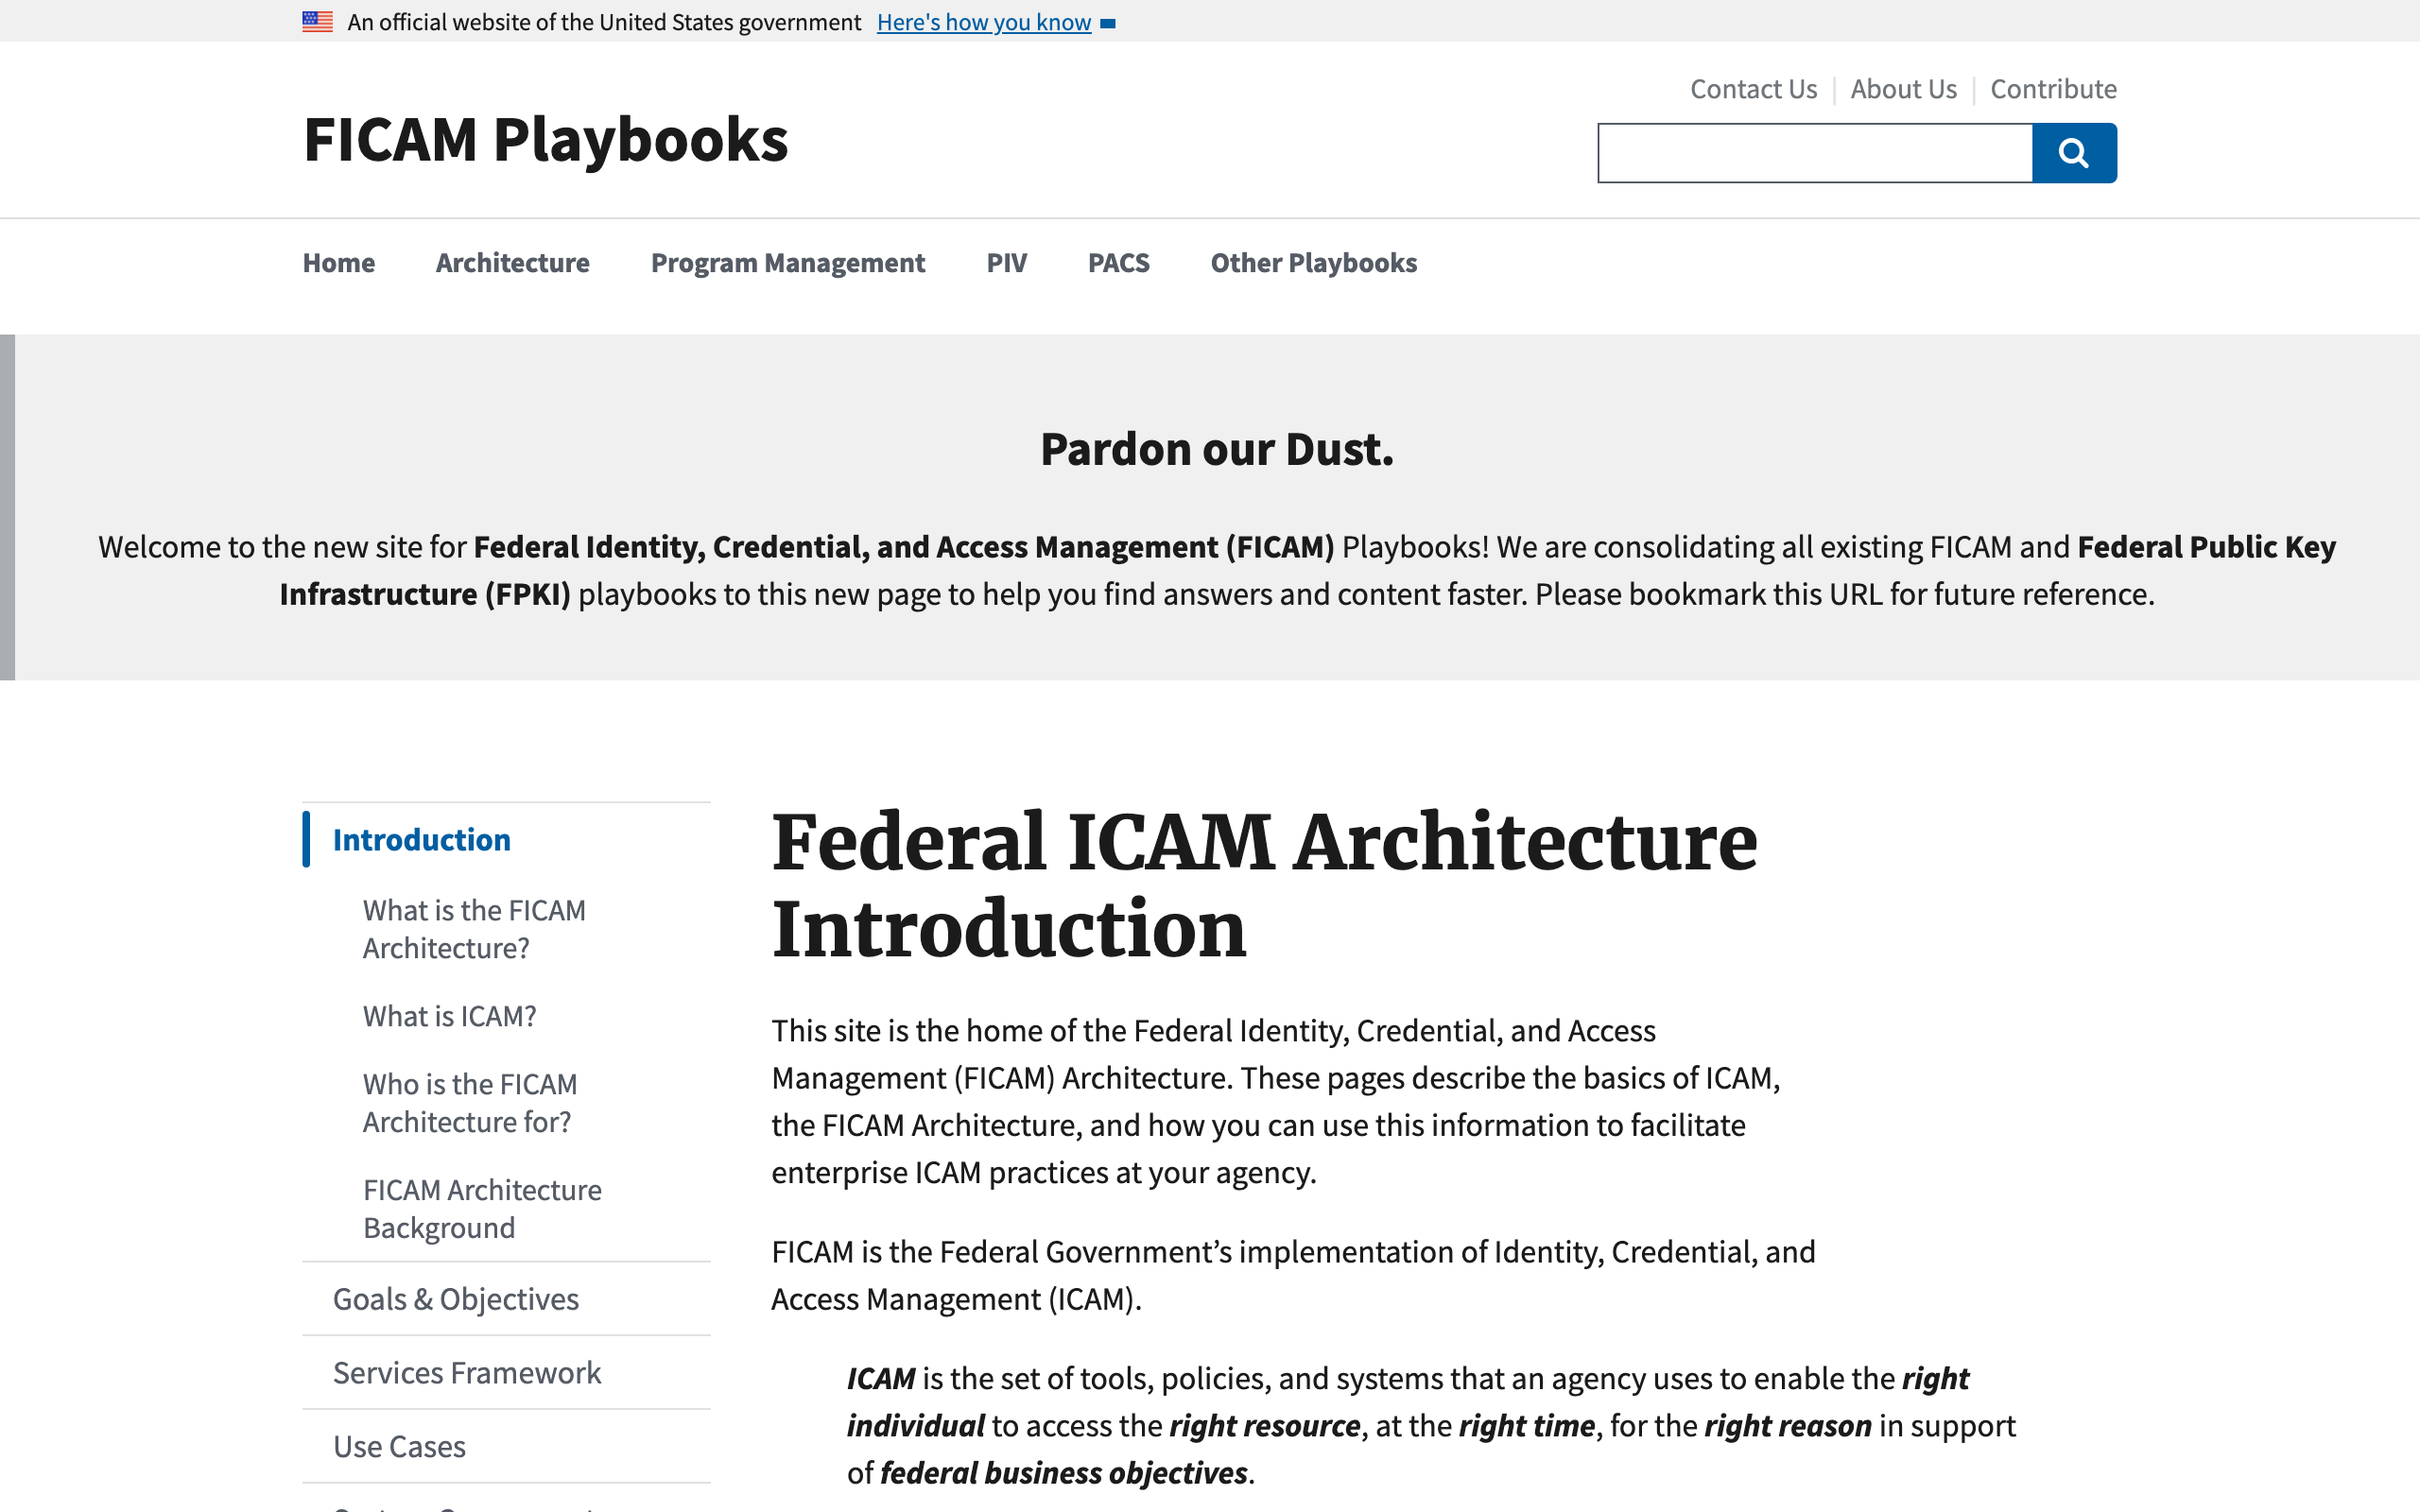 An official website of the United States government Here's how you know
Contact Us About Us Contribute
FICAM Playbooks
Home Architecture Program Management PIV PACS Other Playbooks
Pardon our Dust.
Welcome to the new site for Federal Identity, Credential, and Access Management (FICAM) Playbooks! We are consolidating all existing FICAM and Federal Public Key
Infrastructure (FPKI) playbooks to this new page to help you find answers and content faster. Please bookmark this URL for future reference.
Introduction
What is the FICAM
Architecture?
What is ICAM?
Who is the FICAM
Architecture for?
FICAM Architecture
Background
Goals & Objectives
Services Framework
Use Cases
Federal ICAM Architecture
Introduction
This site is the home of the Federal Identity, Credential, and Access
Management (FICAM) Architecture. These pages describe the basics of ICAM,
the FICAM Architecture, and how you can use this information to facilitate
enterprise ICAM practices at your agency.
FICAM is the Federal Government’s implementation of Identity, Credential, and
Access Management (ICAM).
ICAM is the set of tools, policies, and systems that an agency uses to enable the right
individual to access the right resource, at the right time, for the right reason in support
of federal business objectives.